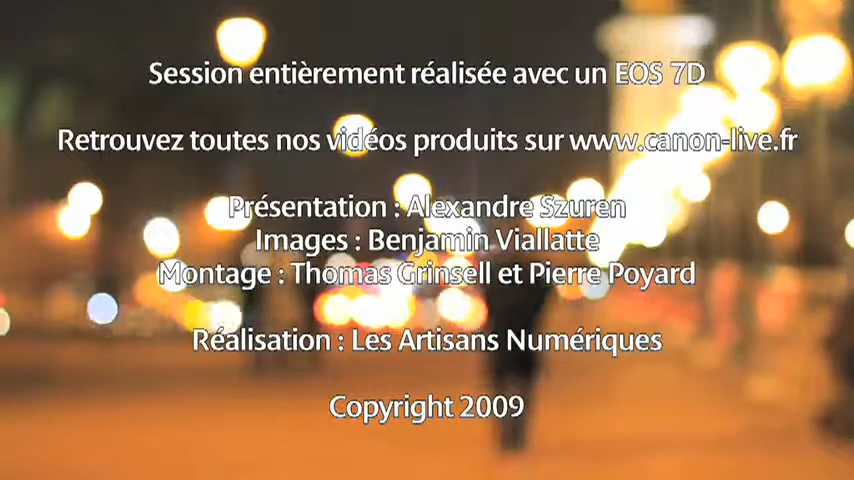 Session entièrement réalisée avec un EOS 7D
Retrouvez toutes nos vidéos produits sur www.canon-live.fr
Présentation : Alexandre Szuren
Images : Benjamin Viallatte
Montage : Thomas Grinsell et Pierre Poyard
Réalisation : Les Artisans Numériques
Copyright 2009